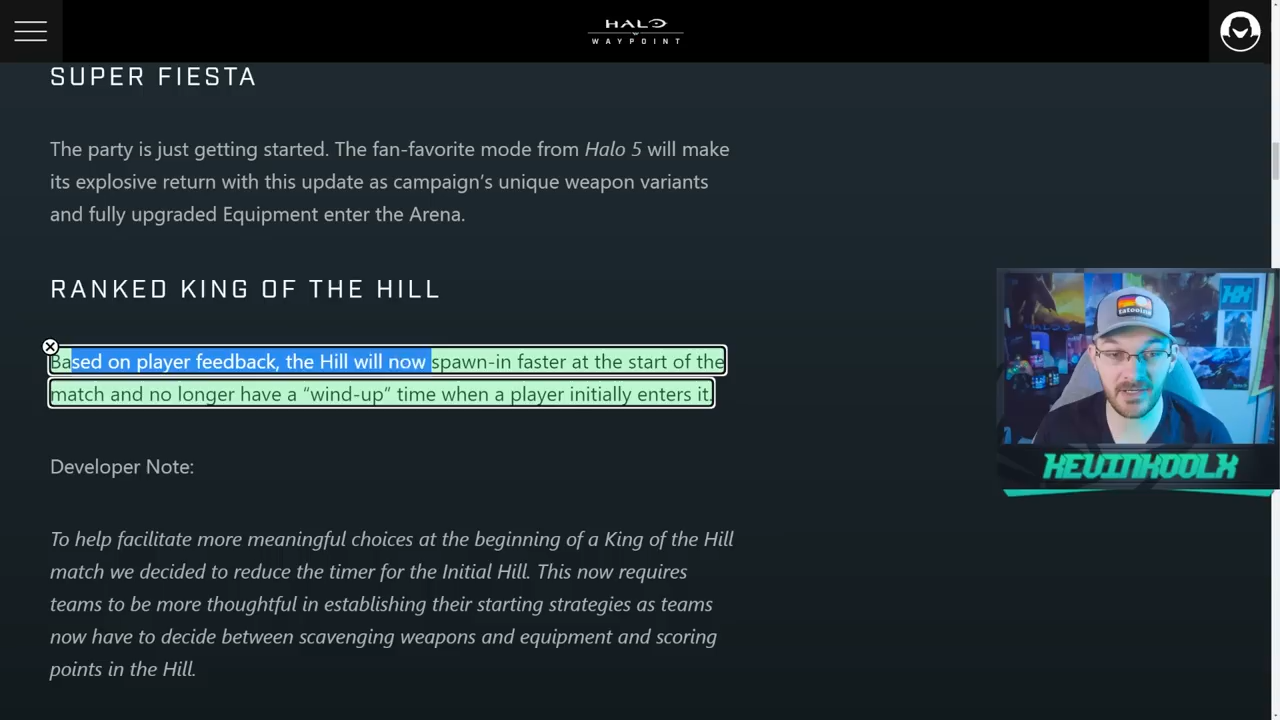 HALO
WAYPOINT
SUPER FIESTA
The party is just getting started. The fan-favorite mode from Halo 5 will make
its explosive return with this update as campaign’s unique weapon variants
and fully upgraded Equipment enter the Arena.
RANKED KING OF THE HILL
Based on player feedback, the Hill will now spawn-in faster at the start of the
match and no longer have a “wind-up” time when a player initially enters it.
tatooine
KEVINKOOLX
Developer Note:
To help facilitate more meaningful choices at the beginning of a King of the Hill
match we decided to reduce the timer for the Initial Hill. This now requires
teams to be more thoughtful in establishing their starting strategies as teams
now have to decide between scavenging weapons and equipment and scoring
points in the Hill.